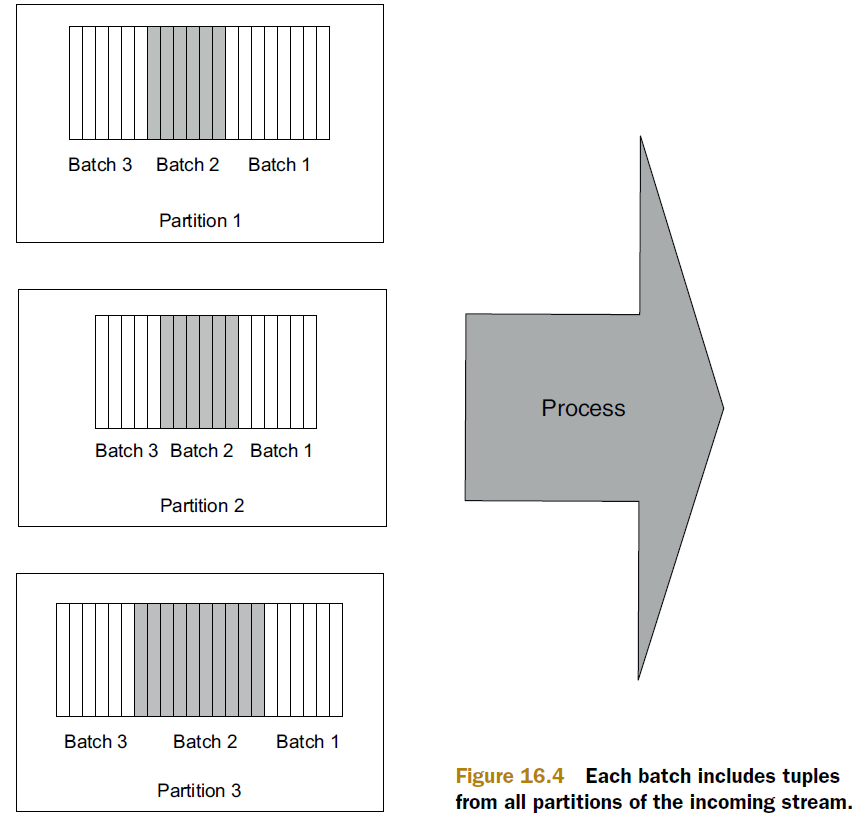 Batch 3 Batch 2 Batch 1
Partition 1
Batch 3 Batch 2 Batch 1
Partition 2
Batch 3 Batch 2 Batch 1
Partition 3
Process
Figure 16.4 Each batch includes tuples
from all partitions of the incoming stream.